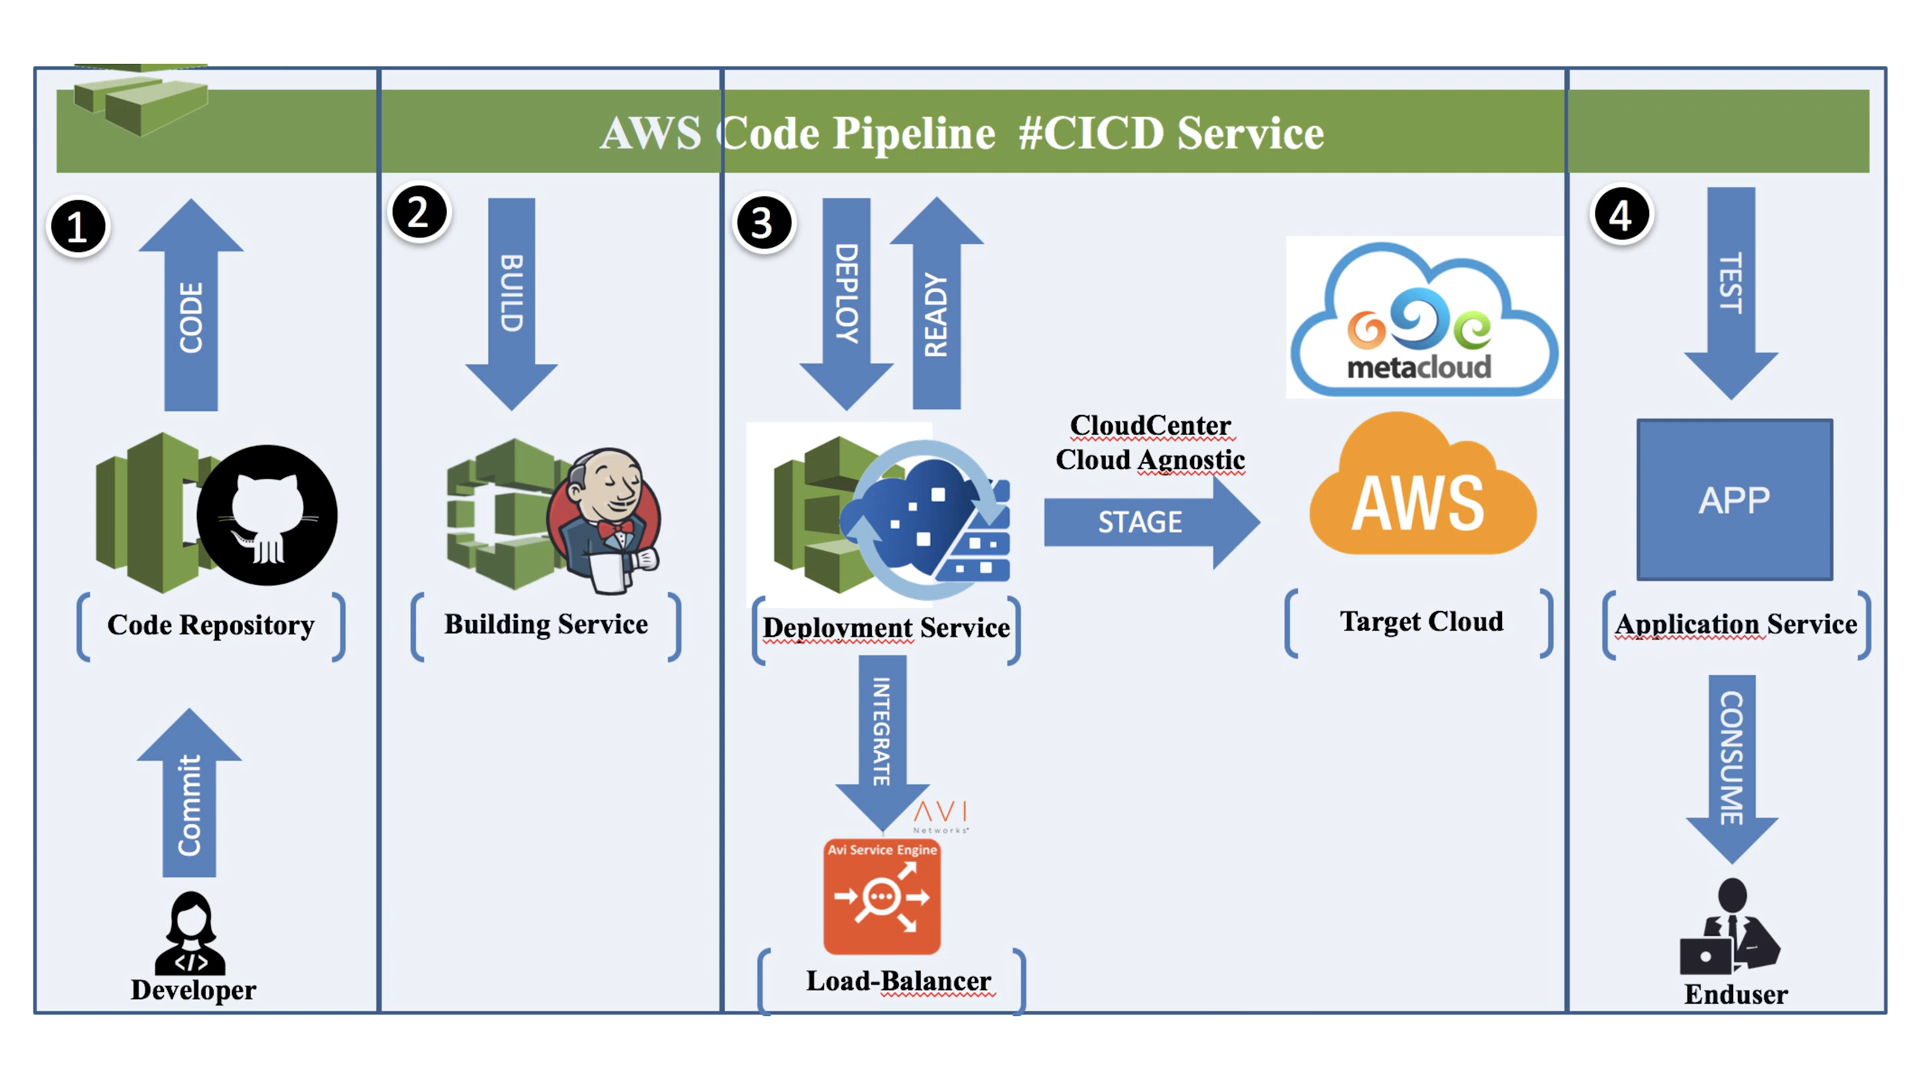 AWS Code Pipeline  #CICD Service
1
CODE
Code Repository
Commit
</>
Developer
2
BUILD
Building Service
3
DEPLOY
READY
Deployment Service
CloudCenter
Cloud Agnostic
STAGE
metacloud
AWS
Target Cloud
INTEGRATE
AVI
Networks
Avi Service Engine
Load-Balancer
4
TEST
APP
Application Service
CONSUME
Enduser